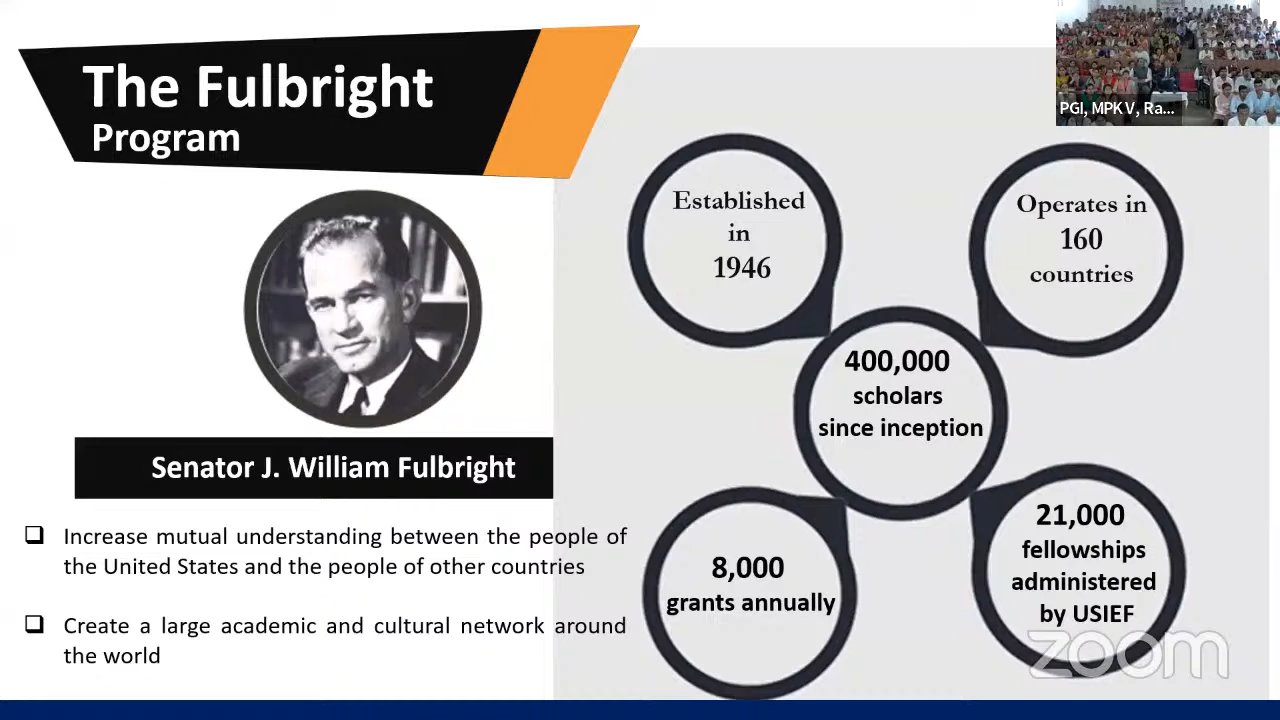 The Fulbright
Program
PGI, MPKV, Ra...
Senator J. William Fulbright
❑ Increase mutual understanding between the people of
the United States and the people of other countries
❑ Create a large academic and cultural network around
the world
Established
in
1946
Operates in
160
countries
400,000
scholars
since inception
8,000
grants annually
21,000
fellowships
administered
by USIEF
zoom